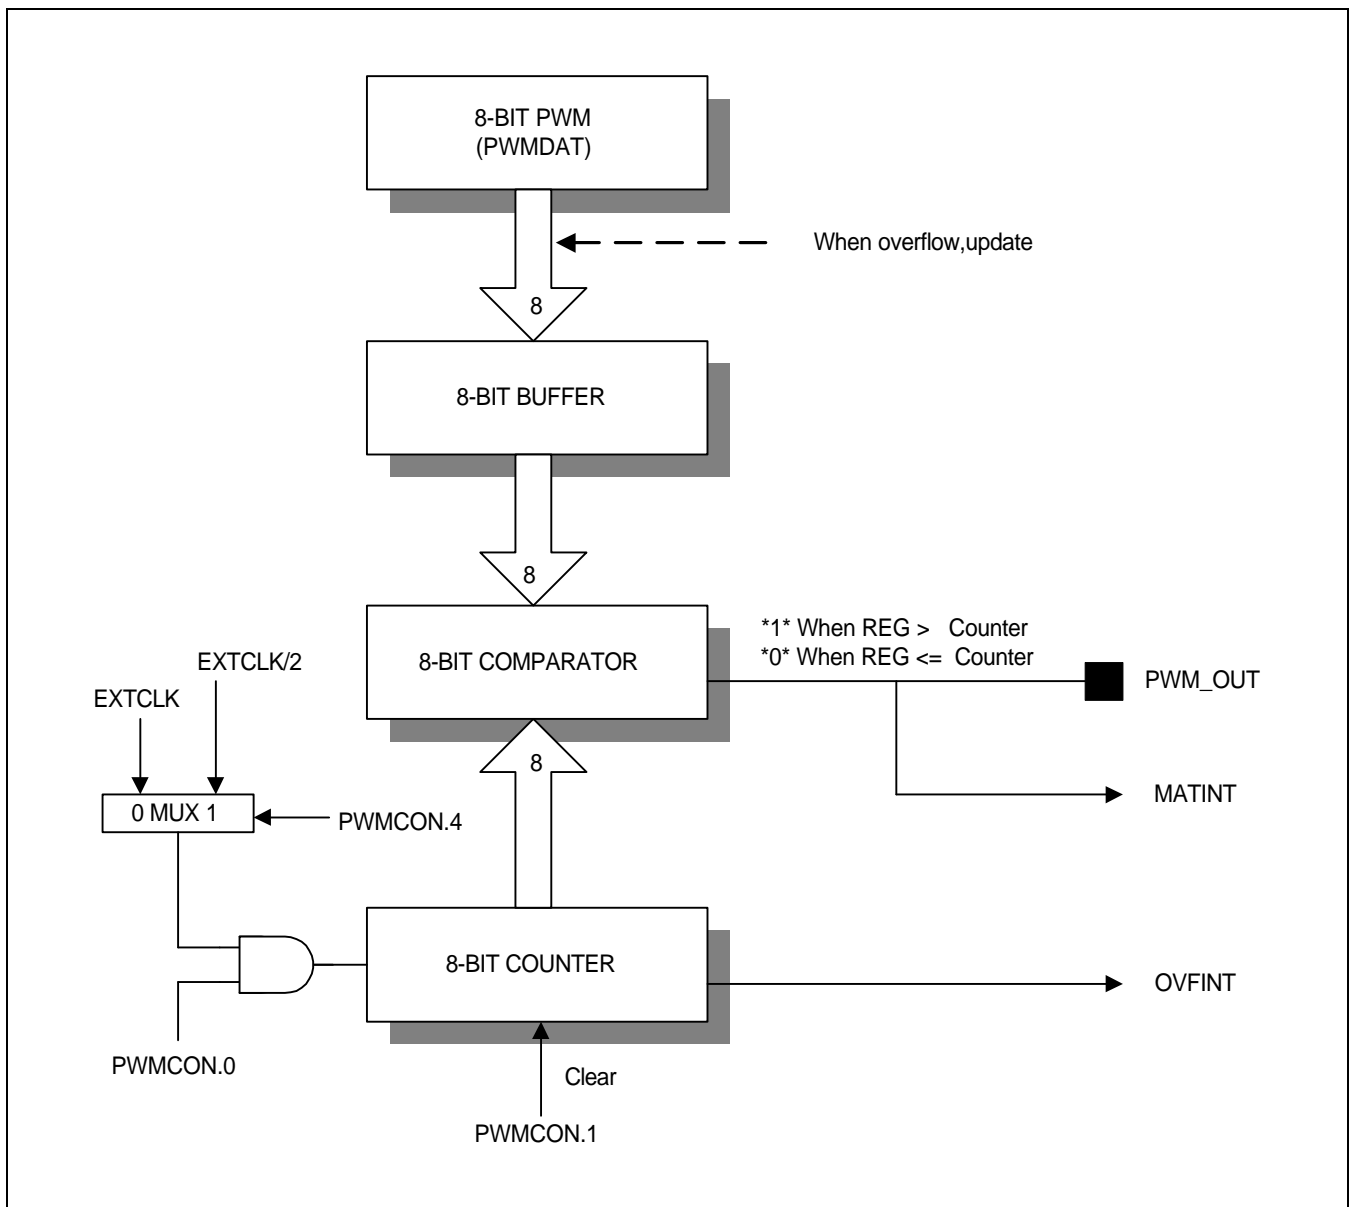 8-BIT PWM
(PWMDAT)
When overflow,update
8
8-BIT BUFFER
8
*1* When REG > Counter
*0* When REG <= Counter
8-BIT COMPARATOR
EXTCLK/2
EXTCLK
PWM_OUT
8
0 MUX 1
PWMCON.4
MATINT
8-BIT COUNTER
OVFINT
PWMCON.0
Clear
PWMCON.1